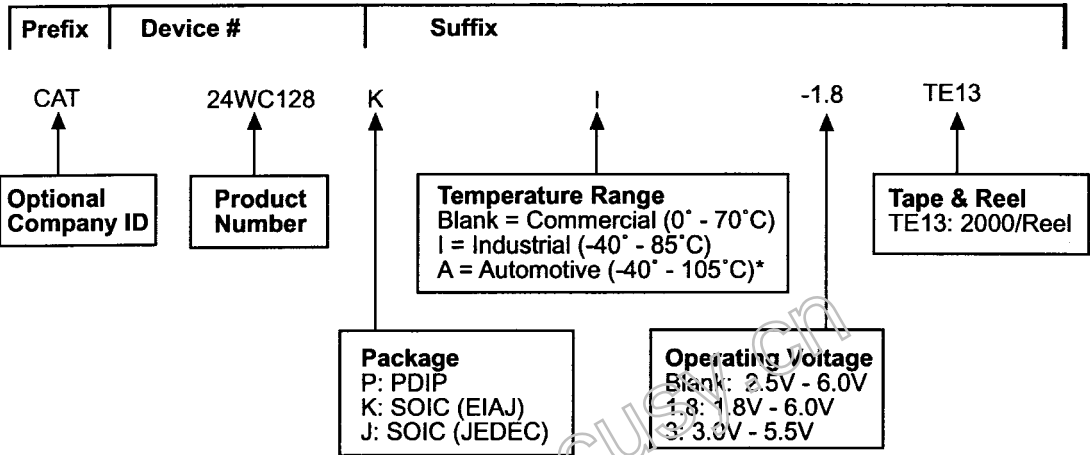 Prefix Device # Suffix
CAT 24WC128 K I -1.8 TE13
Optional
Company ID
Product
Number
Temperature Range
Blank = Commercial (0˚ - 70˚C)
I = Industrial (-40˚ - 85˚C)
A = Automotive (-40˚ - 105˚C)*
Tape & Reel
TE13: 2000/Reel
Package
P: PDIP
K: SOIC (EIAJ)
J: SOIC (JEDEC)
Operating Voltage
Blank: 2.5V - 6.0V
1.8: 1.8V - 6.0V
3: 3.0V - 5.5V